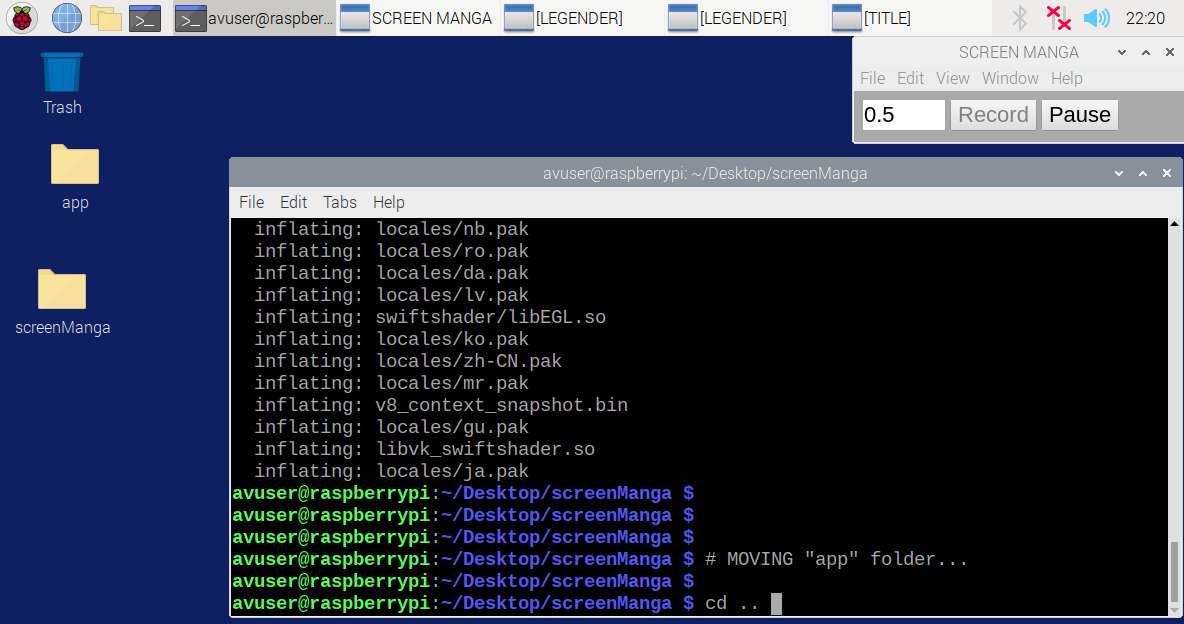 avuser@raspber... SCREEN MANGA [LEGENDER] [LEGENDER] [TITLE] 22:20
Trash
app
screenManga
SCREEN MANGA
File Edit View Window Help
0.5 Record Pause
avuser@raspberrypi: ~/Desktop/screenManga
File Edit Tabs Help
inflating: locales/nb.pak
inflating: locales/ro.pak
inflating: locales/da.pak
inflating: locales/lv.pak
inflating: swiftshader/libEGL.so
inflating: locales/ko.pak
inflating: locales/zh-CN.pak
inflating: locales/mr.pak
inflating: v8_context_snapshot.bin
inflating: locales/gu.pak
inflating: libvk_swiftshader.so
inflating: locales/ja.pak
avuser@raspberrypi:~/Desktop/screenManga $
avuser@raspberrypi:~/Desktop/screenManga $
avuser@raspberrypi:~/Desktop/screenManga $
avuser@raspberrypi:~/Desktop/screenManga $ # MOVING "app" folder...
avuser@raspberrypi:~/Desktop/screenManga $
avuser@raspberrypi:~/Desktop/screenManga $ cd ..